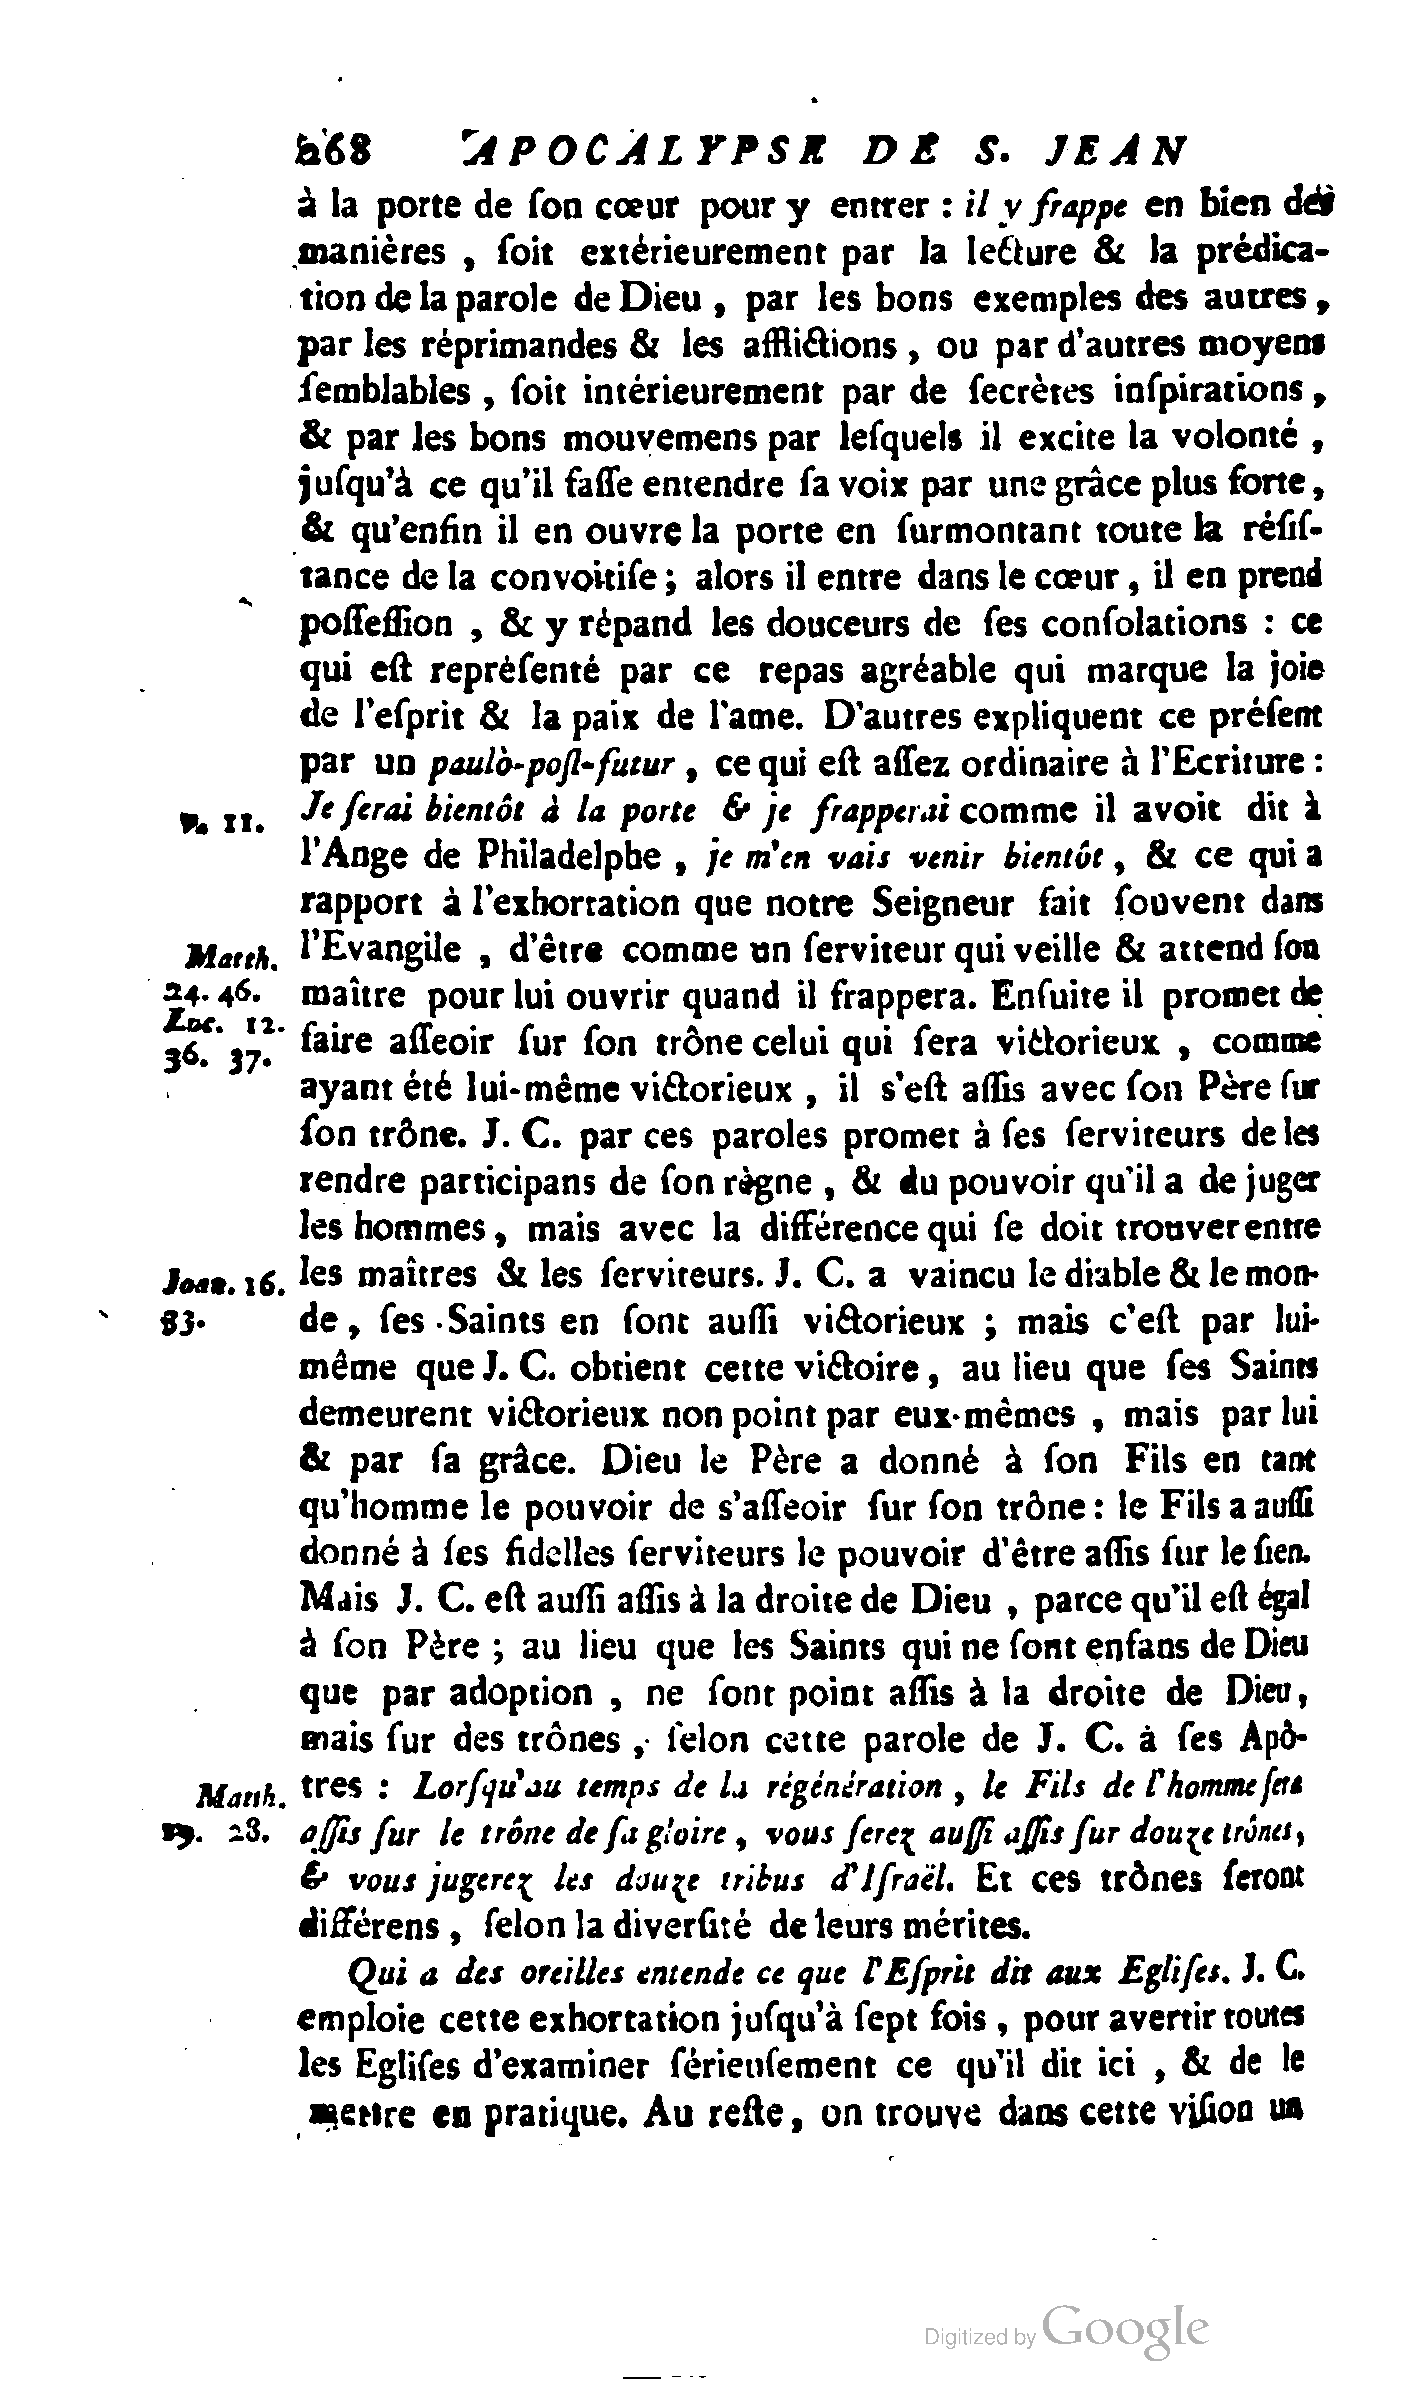 268 APOCALYPSE DE S. JEAN
à la porte de ſon cœur pour y entrer : il y frappe en bien des
manières , ſoit extérieurement par la lecture & la prédica-
tion de la parole de Dieu , par les bons exemples des autres ,
par les réprimandes & les afflictions , ou par d'autres moyens
ſemblables , ſoit intérieurement par de ſecrètes inſpirations ,
& par les bons mouvemens par leſquels il excite la volonté ,
juſqu'à ce qu'il faſſe entendre ſa voix par une grâce plus forte ,
& qu'enfin il en ouvre la porte en ſurmontant toute la réſiſ-
tance de la convoitiſe ; alors il entre dans le cœur , il en prend
poſſeſſion , & y répand les douceurs de ſes conſolations : ce
qui eſt repréſenté par ce repas agréable qui marque la joie
de l'eſprit & la paix de l'ame. D'autres expliquent ce préſent
par un paulò-poſt-futur , ce qui eſt aſſez ordinaire à l'Ecriture :
v. 11. Je ſerai bientôt à la porte & je frapperai comme il avoit dit à
l'Ange de Philadelphe , je m'en vais venir bientôt , & ce qui a
rapport à l'exhortation que notre Seigneur fait ſouvent dans
Matth. l'Evangile , d'être comme un ſerviteur qui veille & attend ſon
24. 46. maître pour lui ouvrir quand il frappera. Enſuite il promet de
Luc. 12. faire aſſeoir ſur ſon trône celui qui ſera victorieux , comme
36. 37.
ayant été lui-même victorieux , il s'eſt aſſis avec ſon Père ſur
ſon trône. J. C. par ces paroles promet à ſes ſerviteurs de les
rendre participans de ſon règne , & du pouvoir qu'il a de juger
les hommes , mais avec la différence qui ſe doit trouver entre
Joan. 16. les maîtres & les ſerviteurs. J. C. a vaincu le diable & le mon-
33. de , ſes Saints en ſont auſſi victorieux ; mais c'eſt par lui-
même que J. C. obtient cette victoire , au lieu que ſes Saints
demeurent victorieux non point par eux-mêmes , mais par lui
& par ſa grâce. Dieu le Père a donné à ſon Fils en tant
qu'homme le pouvoir de s'aſſeoir ſur ſon trône : le Fils a auſſi
donné à ſes fidelles ſerviteurs le pouvoir d'être aſſis ſur le ſien.
Mais J. C. eſt auſſi aſſis à la droite de Dieu , parce qu'il eſt égal
à ſon Père ; au lieu que les Saints qui ne ſont enfans de Dieu
que par adoption , ne ſont point aſſis à la droite de Dieu ,
mais ſur des trônes , ſelon cette parole de J. C. à ſes Apô-
Matth. tres : Lorſqu'au temps de la régénération , le Fils de l'homme ſera
19. 28. aſſis ſur le trône de ſa gloire , vous ſerez auſſi aſſis ſur douze trônes ,
& vous jugerez les douze tribus d'Iſraël. Et ces trônes ſeront
différens , ſelon la diverſité de leurs mérites.
Qui a des oreilles entende ce que l'Eſprit dit aux Egliſes. J. C.
emploie cette exhortation juſqu'à ſept fois , pour avertir toutes
les Egliſes d'examiner ſérieuſement ce qu'il dit ici , & de le
mettre en pratique. Au reſte , on trouve dans cette viſion un
Digitized by Google